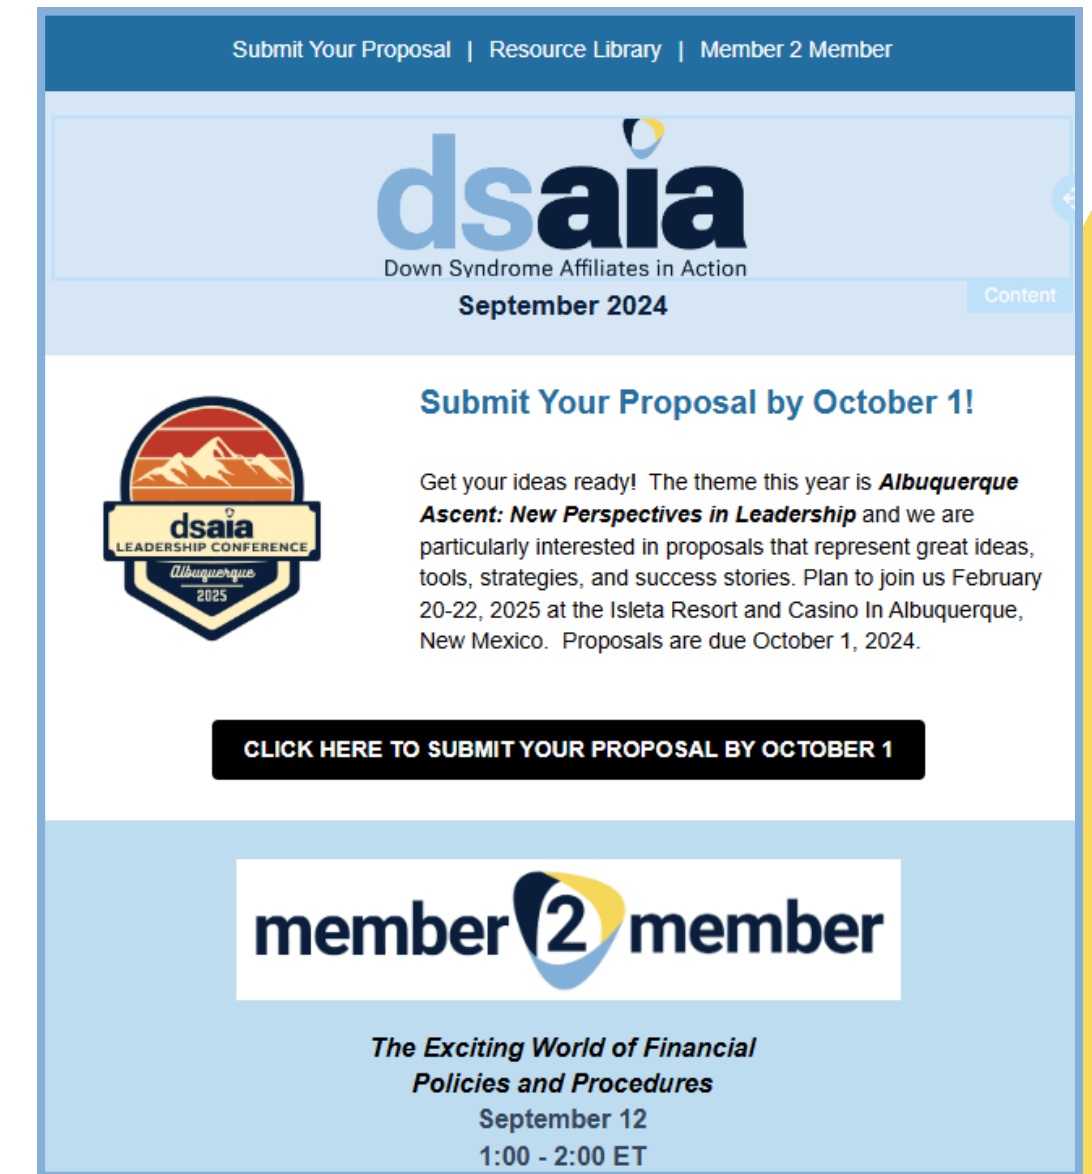 Submit Your Proposal | Resource Library | Member 2 Member
dsaia
Down Syndrome Affiliates in Action
September 2024
Content
Submit Your Proposal by October 1!
Get your ideas ready!  The theme this year is Albuquerque
Ascent: New Perspectives in Leadership and we are
particularly interested in proposals that represent great ideas,
tools, strategies, and success stories. Plan to join us February
20-22, 2025 at the Isleta Resort and Casino In Albuquerque,
New Mexico.  Proposals are due October 1, 2024.
dsaia
LEADERSHIP CONFERENCE
Albuquerque
2025
CLICK HERE TO SUBMIT YOUR PROPOSAL BY OCTOBER 1
member 2 member
The Exciting World of Financial
Policies and Procedures
September 12
1:00 - 2:00 ET